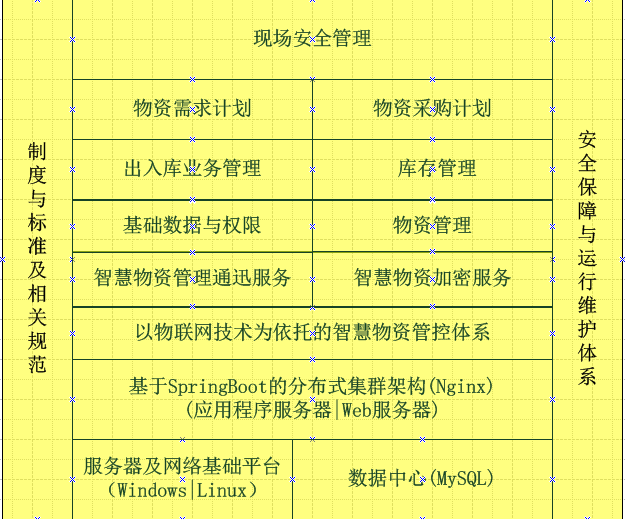 现场安全管理
物资需求计划
物资采购计划
出入库业务管理
库存管理
基础数据与权限
物资管理
智慧物资管理通迅服务
智慧物资加密服务
以物联网技术为依托的智慧物资管控体系
基于SpringBoot的分布式集群架构(Nginx)
(应用程序服务器|Web服务器)
服务器及网络基础平台
（Windows|Linux）
数据中心(MySQL)
制度与标准及相关规范
安全保障与运行维护体系